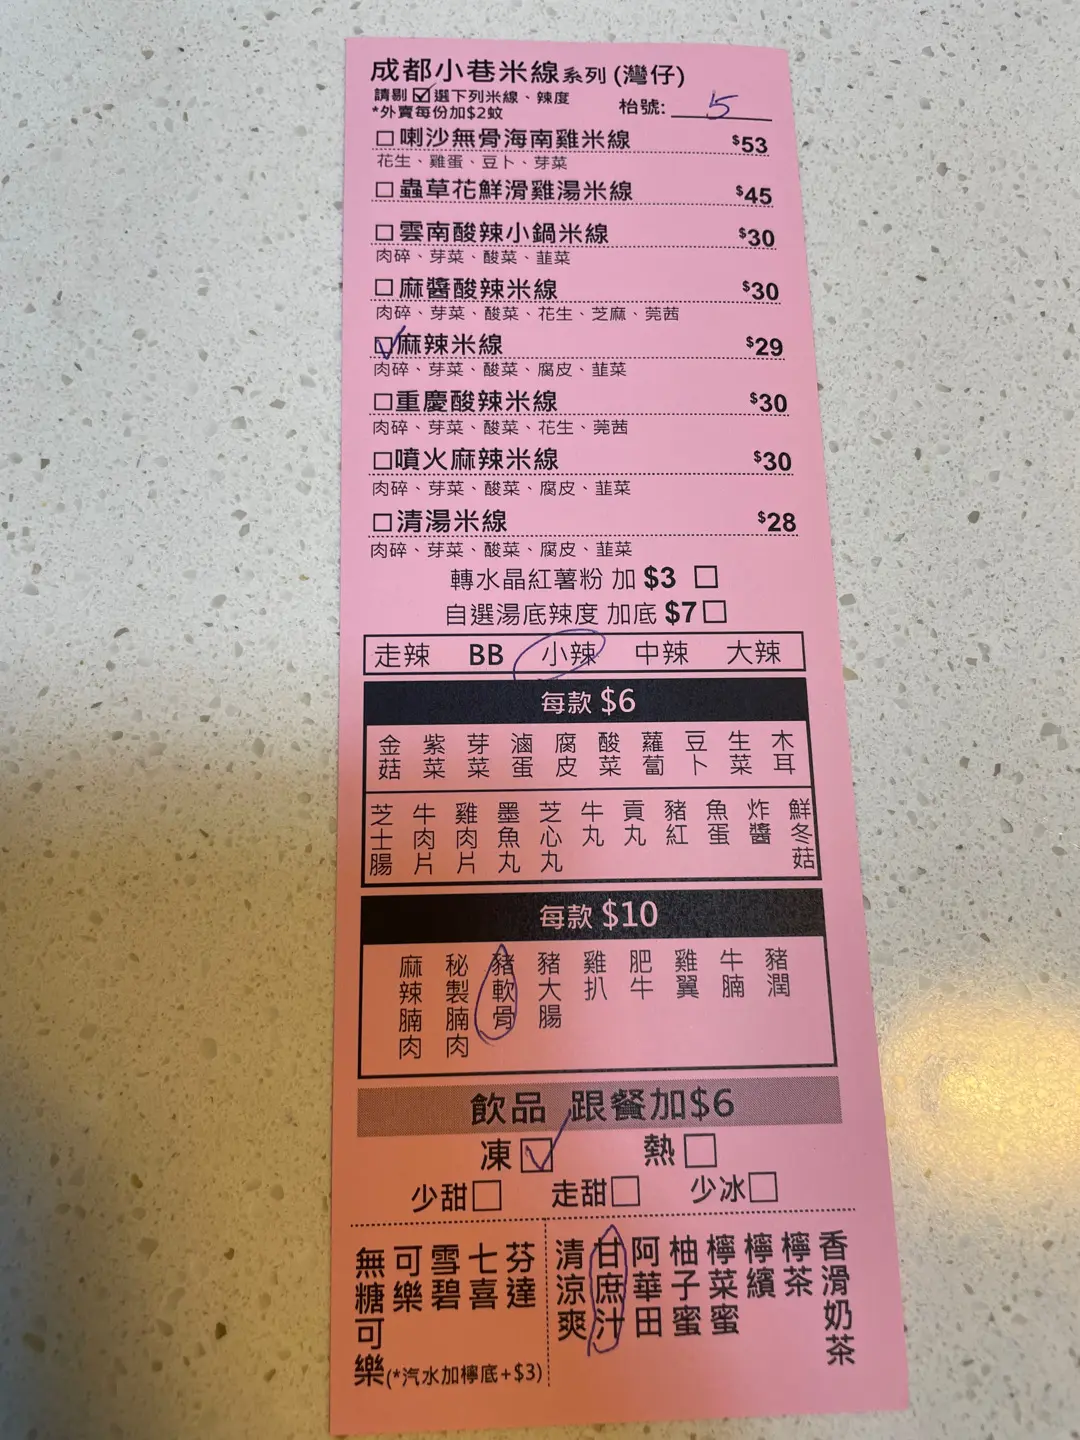 成都小巷米線系列(灣仔)
請剔☑選下列米線、辣度
*外賣每份加$2蚊
枱號: 15
□喇沙無骨海南雞米線 $53
花生、雞蛋、豆卜、芽菜
□蟲草花鮮滑雞湯米線 $45
□雲南酸辣小鍋米線 $30
肉碎、芽菜、酸菜、韮菜
□麻醬酸辣米線 $30
肉碎、芽菜、酸菜、花生、芝麻、莞茜
☑麻辣米線 $29
肉碎、芽菜、酸菜、腐皮、韮菜
□重慶酸辣米線 $30
肉碎、芽菜、酸菜、花生、莞茜
□噴火麻辣米線 $30
肉碎、芽菜、酸菜、腐皮、韮菜
□清湯米線 $28
肉碎、芽菜、酸菜、腐皮、韮菜
轉水晶紅薯粉 加 $3 □
自選湯底辣度 加底 $7□
走辣 BB 小辣 中辣 大辣
每款 $6
金菇 紫菜 芽菜 滷蛋 腐皮 酸菜 蘿蔔 豆卜 生菜 木耳
芝士腸 牛肉片 雞肉片 墨魚丸 芝心丸 牛丸 貢丸 豬紅 魚蛋 炸醬 鮮冬菇
每款 $10
麻辣腩肉 秘製腩肉 豬軟骨 豬大腸 雞扒 肥牛 雞翼 牛腩 豬潤
飲品 跟餐加$6
凍☑ 熱□
少甜□ 走甜□ 少冰□
無糖可樂 可樂 雪碧 七喜 芬達
(*汽水加檸底+$3)
清涼爽 甘庶汁 阿華田 柚子蜜 檸菜蜜 檸繽 檸茶 香滑奶茶